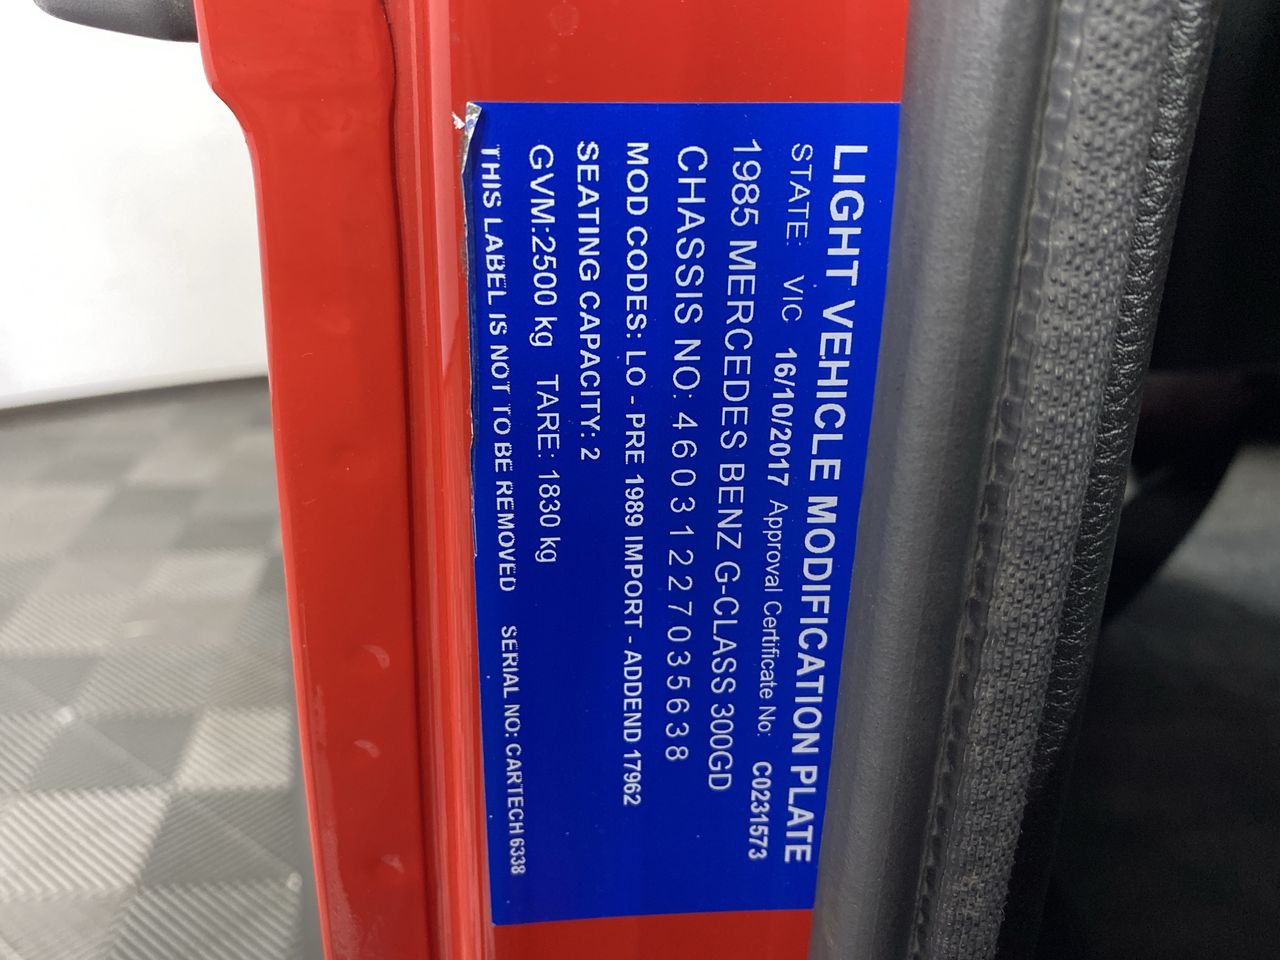 LIGHT VEHICLE MODIFICATION PLATE
STATE: VIC 16/10/2017 Approval Certificate No: C0231573
1985 MERCEDES BENZ G-CLASS 300GD
CHASSIS NO: 46031227035638
MOD CODES: LO - PRE 1989 IMPORT - ADDEND 17962
SEATING CAPACITY: 2
GVM:2500 kg TARE: 1830 kg
THIS LABEL IS NOT TO BE REMOVED SERIAL NO: CARTECH6338